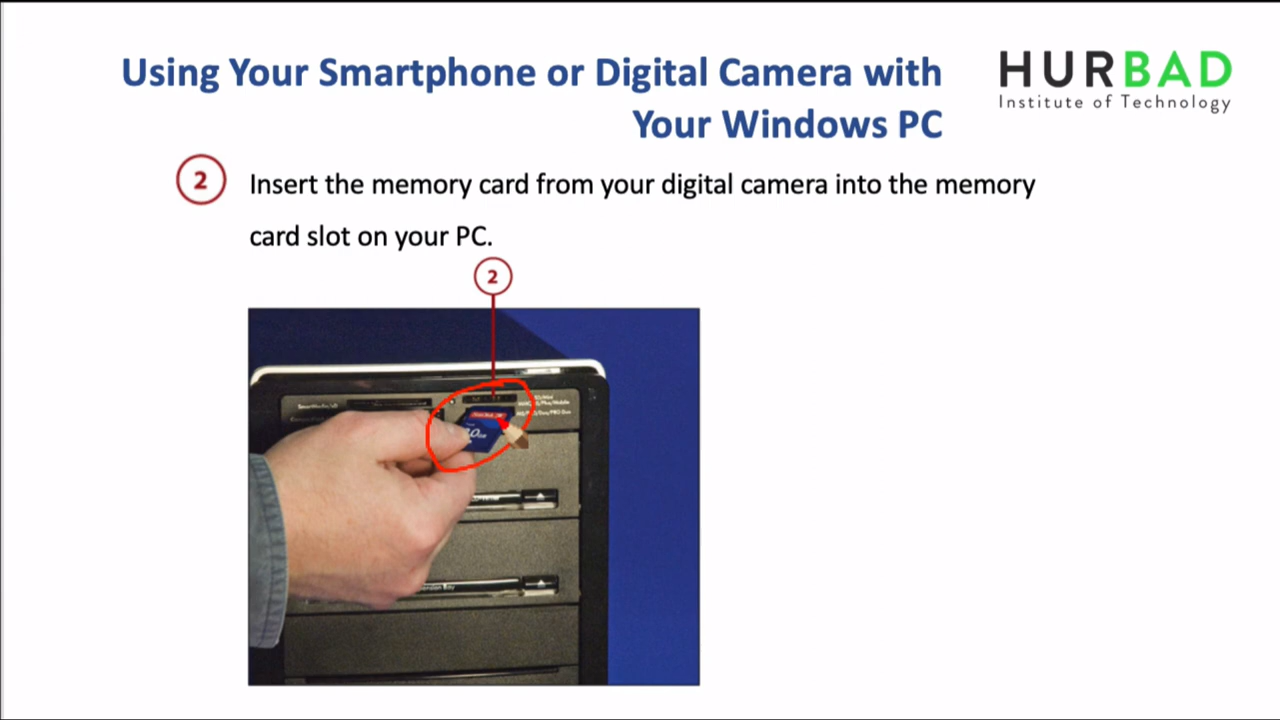 Using Your Smartphone or Digital Camera with
Your Windows PC
HURBAD
Institute of Technology
2
Insert the memory card from your digital camera into the memory
card slot on your PC.
2
SanDisk